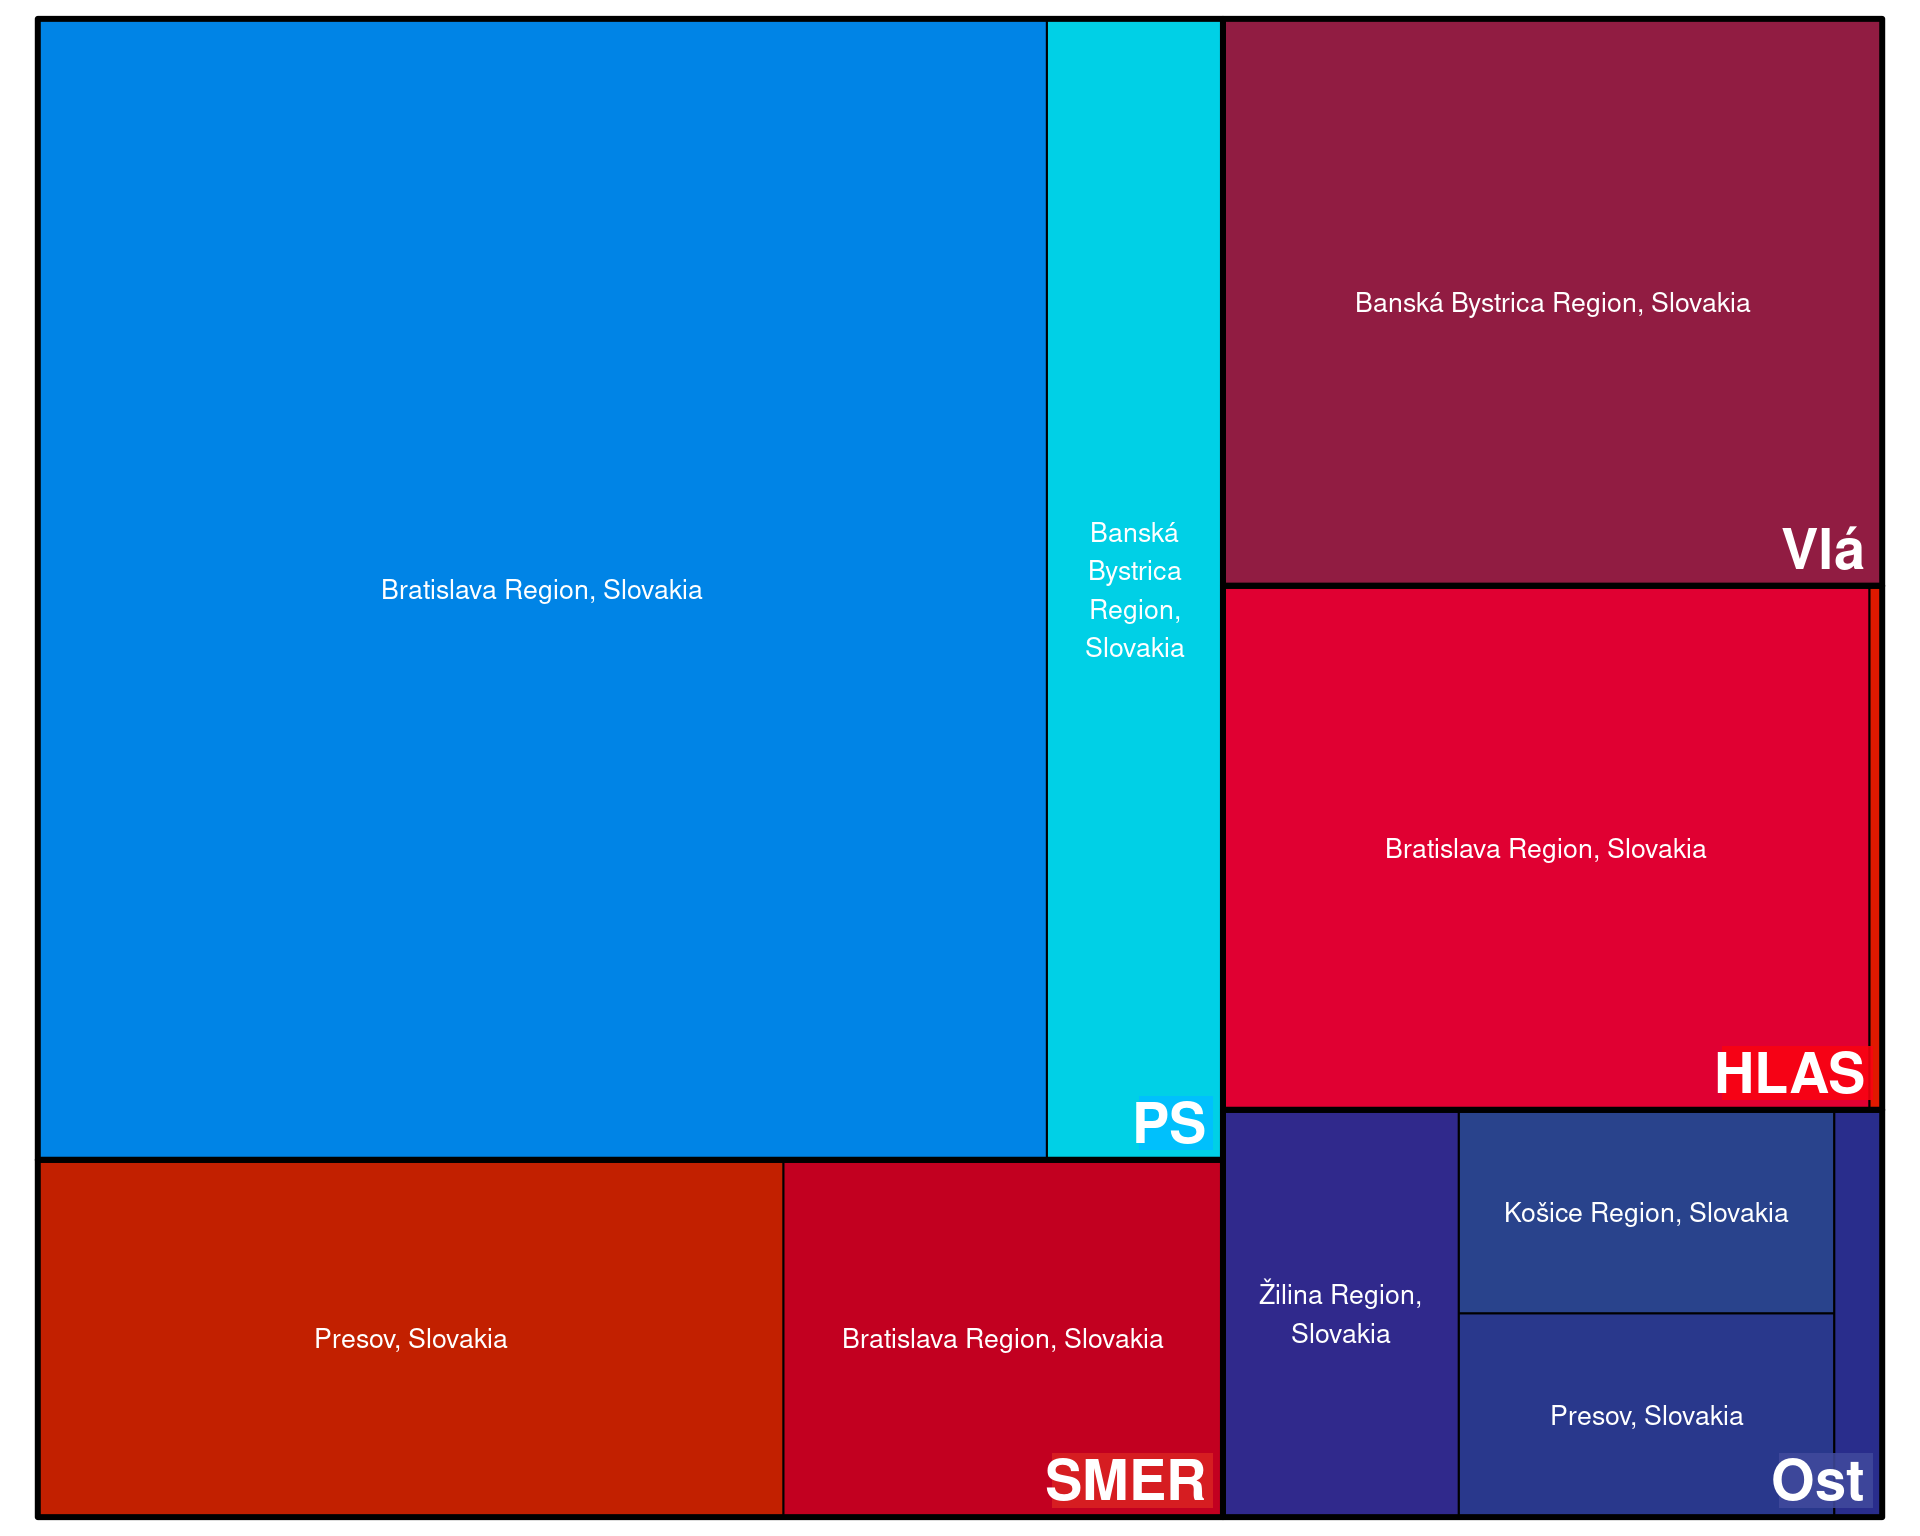 Bratislava Region, Slovakia
Banská
Bystrica
Region,
Slovakia
PS
Banská Bystrica Region, Slovakia
Vlá
Bratislava Region, Slovakia
HLAS
Presov, Slovakia
Bratislava Region, Slovakia
SMER
Žilina Region,
Slovakia
Košice Region, Slovakia
Presov, Slovakia
Ost